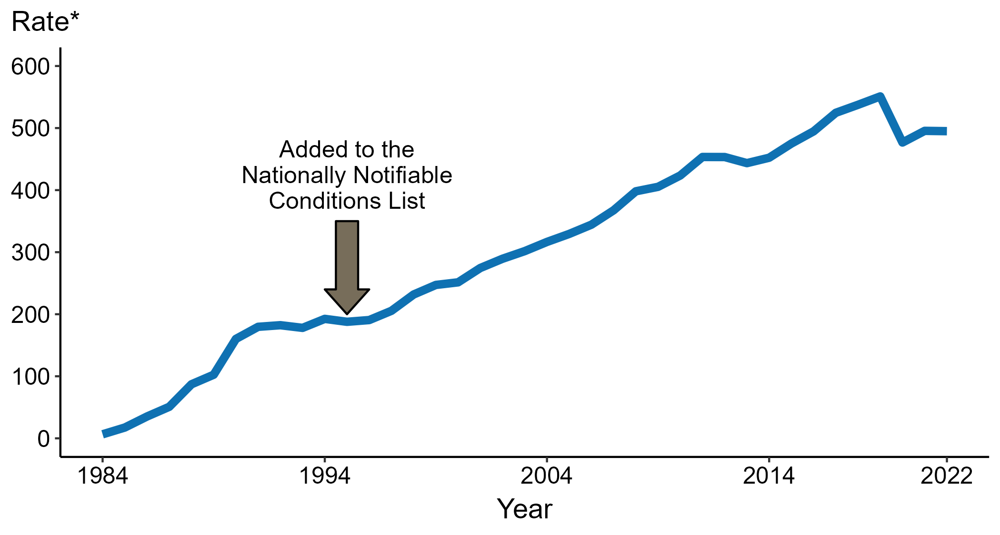 Rate*
600
500
400
300
200
100
0
Added to the
Nationally Notifiable
Conditions List
1984 1994 2004 2014 2022
Year